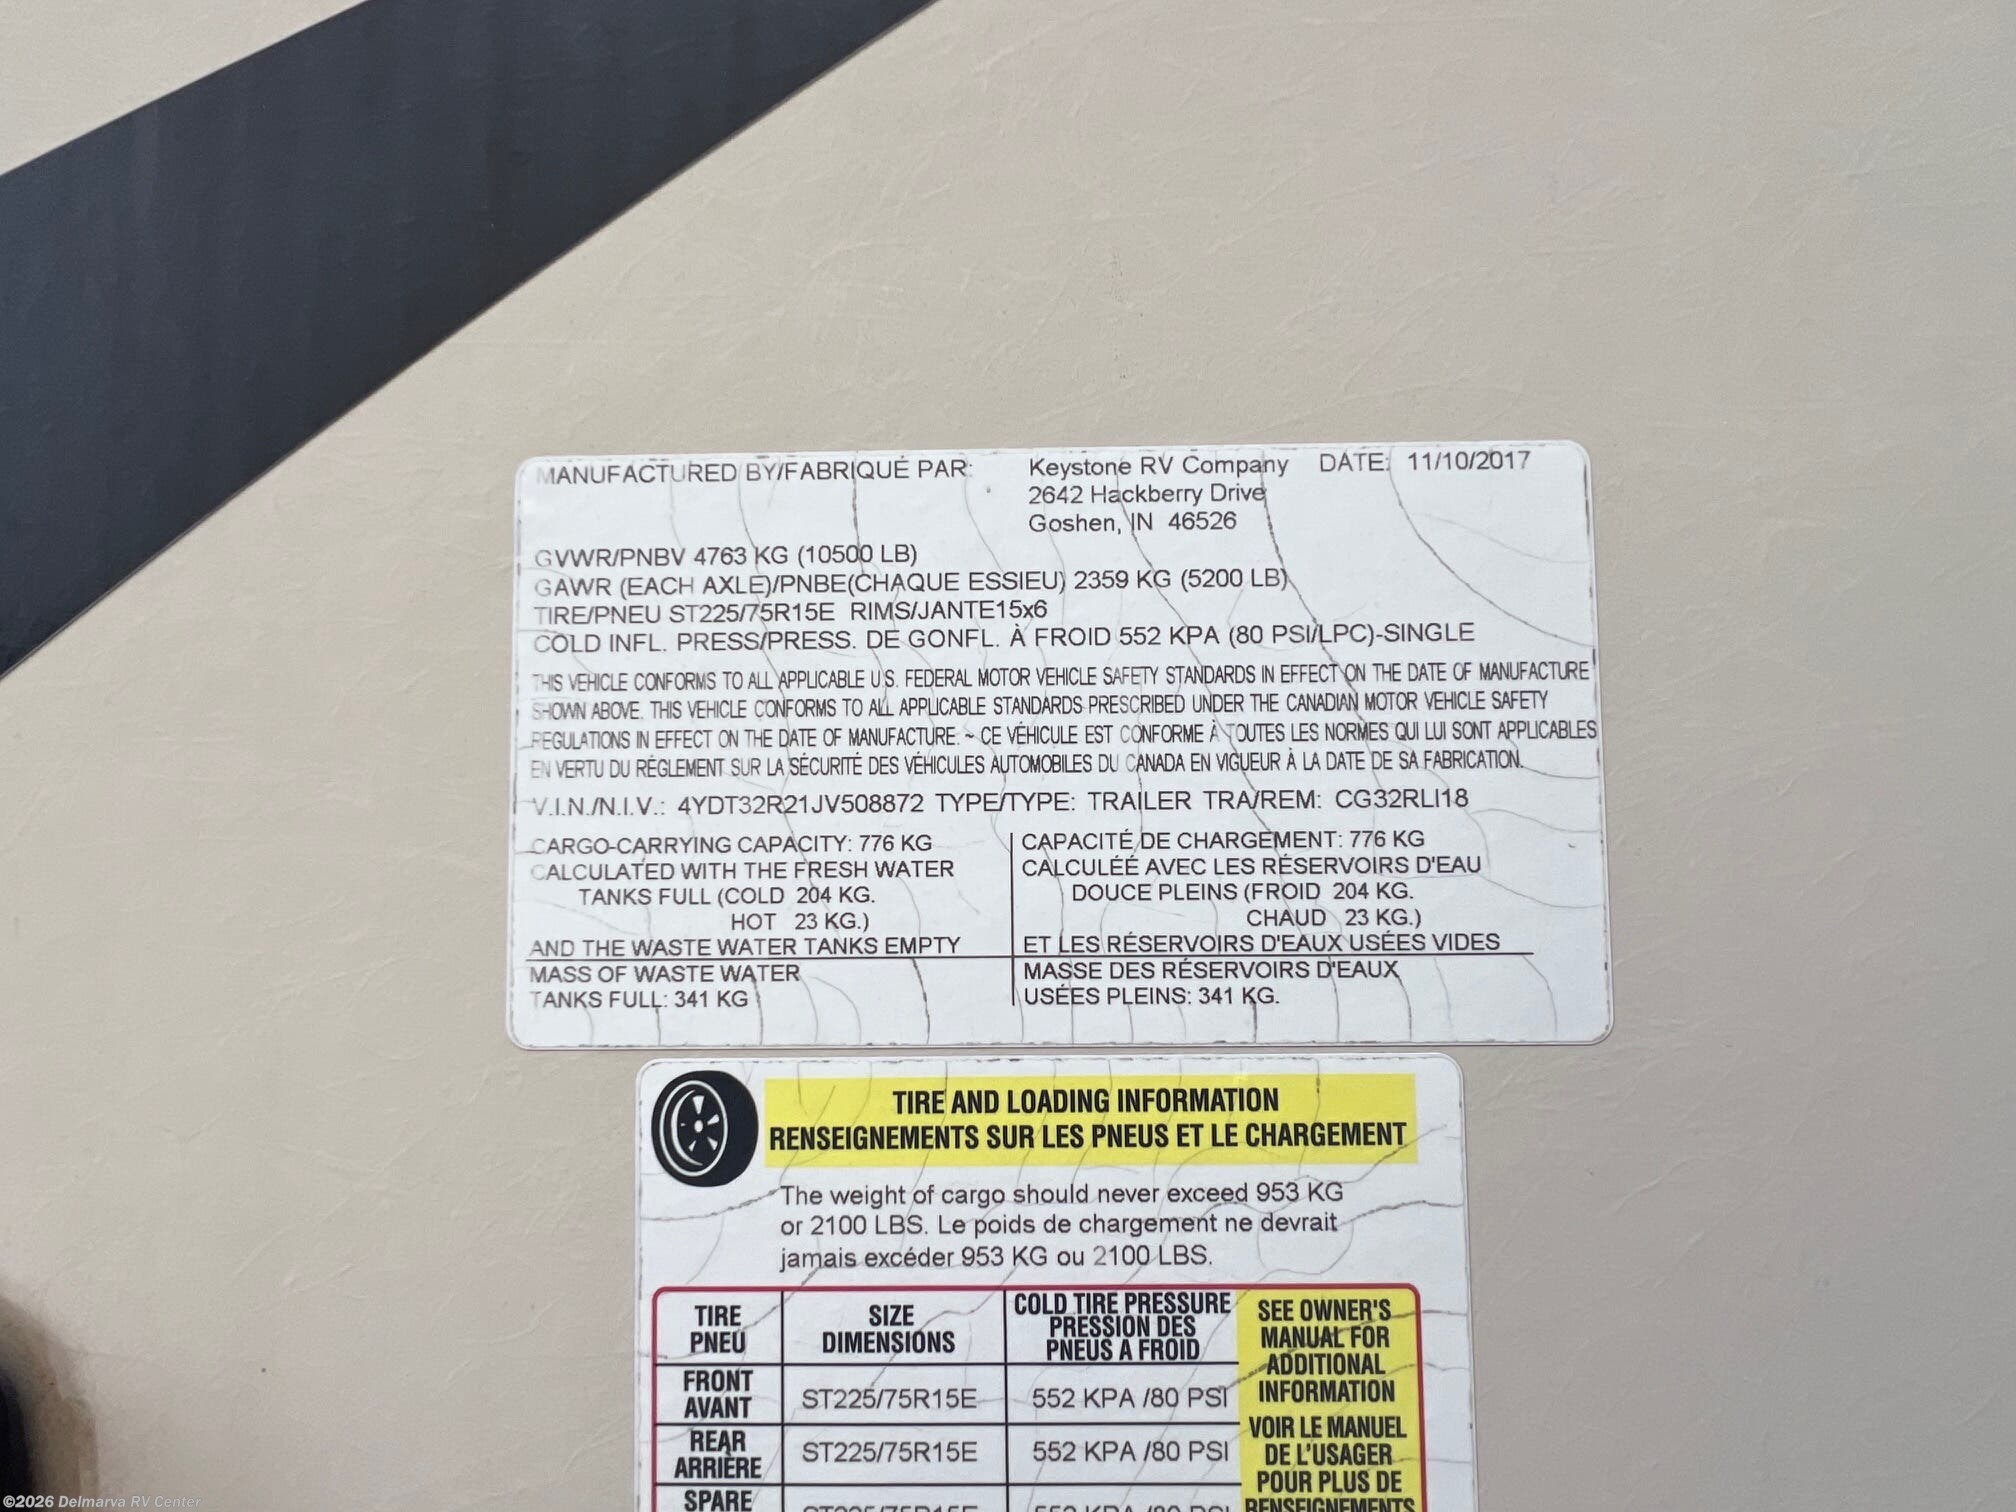 MANUFACTURED BY/FABRIQUÉ PAR: Keystone RV Company DATE: 11/10/2017
2642 Hackberry Drive
Goshen, IN 46526
GVWR/PNBV 4763 KG (10500 LB)
GAWR (EACH AXLE)/PNBE(CHAQUE ESSIEU) 2359 KG (5200 LB)
TIRE/PNEU ST225/75R15E RIMS/JANTE15x6
COLD INFL. PRESS/PRESS. DE GONFL. À FROID 552 KPA (80 PSI/LPC)-SINGLE
THIS VEHICLE CONFORMS TO ALL APPLICABLE U.S. FEDERAL MOTOR VEHICLE SAFETY STANDARDS IN EFFECT ON THE DATE OF MANUFACTURE
SHOWN ABOVE. THIS VEHICLE CONFORMS TO ALL APPLICABLE STANDARDS PRESCRIBED UNDER THE CANADIAN MOTOR VEHICLE SAFETY
REGULATIONS IN EFFECT ON THE DATE OF MANUFACTURE. ~ CE VÉHICULE EST CONFORME À TOUTES LES NORMES QUI LUI SONT APPLICABLES
EN VERTU DU RÈGLEMENT SUR LA SÉCURITÉ DES VÉHICULES AUTOMOBILES DU CANADA EN VIGUEUR À LA DATE DE SA FABRICATION.
V.I.N./N.I.V.: 4YDT32R21JV508872 TYPE/TYPE: TRAILER TRA/REM: CG32RLI18
CARGO-CARRYING CAPACITY: 776 KG
CALCULATED WITH THE FRESH WATER
TANKS FULL (COLD 204 KG.
HOT 23 KG.)
AND THE WASTE WATER TANKS EMPTY
MASS OF WASTE WATER
TANKS FULL: 341 KG
CAPACITÉ DE CHARGEMENT: 776 KG
CALCULÉÉ AVEC LES RÉSERVOIRS D'EAU
DOUCE PLEINS (FROID 204 KG.
CHAUD 23 KG.)
ET LES RÉSERVOIRS D'EAUX USÉES VIDES
MASSE DES RÉSERVOIRS D'EAUX
USÉES PLEINS: 341 KG.
TIRE AND LOADING INFORMATION
RENSEIGNEMENTS SUR LES PNEUS ET LE CHARGEMENT
The weight of cargo should never exceed 953 KG
or 2100 LBS. Le poids de chargement ne devrait
jamais excéder 953 KG ou 2100 LBS.
TIRE
PNEU
SIZE
DIMENSIONS
COLD TIRE PRESSURE
PRESSION DES
PNEUS A FROID
FRONT
AVANT
ST225/75R15E
552 KPA /80 PSI
REAR
ARRIÈRE
ST225/75R15E
552 KPA /80 PSI
SPARE
ST225/75R15E
552 KPA /80 PSI
SEE OWNER'S
MANUAL FOR
ADDITIONAL
INFORMATION
VOIR LE MANUEL
DE L'USAGER
POUR PLUS DE
RENSEIGNEMENTS
©2026 Delmarva RV Center